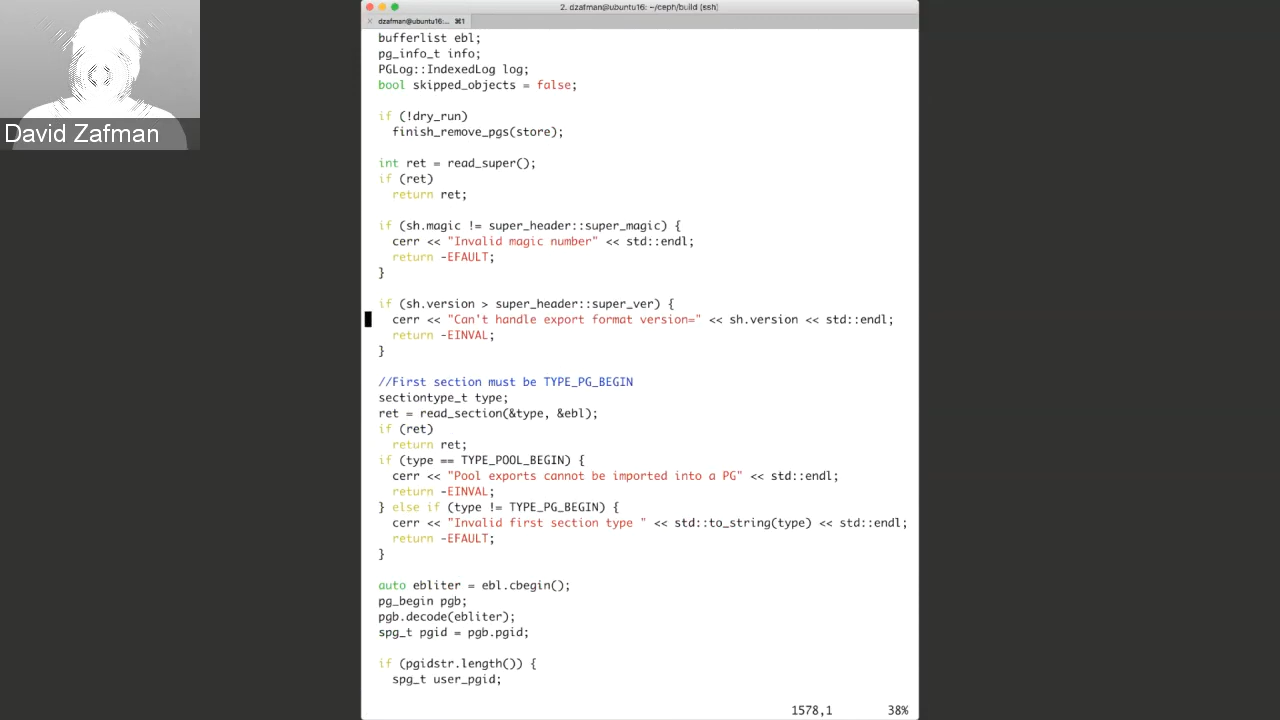 2. dzafman@ubuntu16: ~/ceph/build (ssh)
× dzafman@ubuntu16:... ⌘1
David Zafman
bufferlist ebl;
pg_info_t info;
PGLog::IndexedLog log;
bool skipped_objects = false;
if (!dry_run)
finish_remove_pgs(store);
int ret = read_super();
if (ret)
return ret;
if (sh.magic != super_header::super_magic) {
cerr << "Invalid magic number" << std::endl;
return -EFAULT;
}
if (sh.version > super_header::super_ver) {
cerr << "Can't handle export format version=" << sh.version << std::endl;
return -EINVAL;
}
//First section must be TYPE_PG_BEGIN
sectiontype_t type;
ret = read_section(&type, &ebl);
if (ret)
return ret;
if (type == TYPE_POOL_BEGIN) {
cerr << "Pool exports cannot be imported into a PG" << std::endl;
return -EINVAL;
} else if (type != TYPE_PG_BEGIN) {
cerr << "Invalid first section type " << std::to_string(type) << std::endl;
return -EFAULT;
}
auto ebliter = ebl.cbegin();
pg_begin pgb;
pgb.decode(ebliter);
spg_t pgid = pgb.pgid;
if (pgidstr.length()) {
spg_t user_pgid;
1578,1 38%